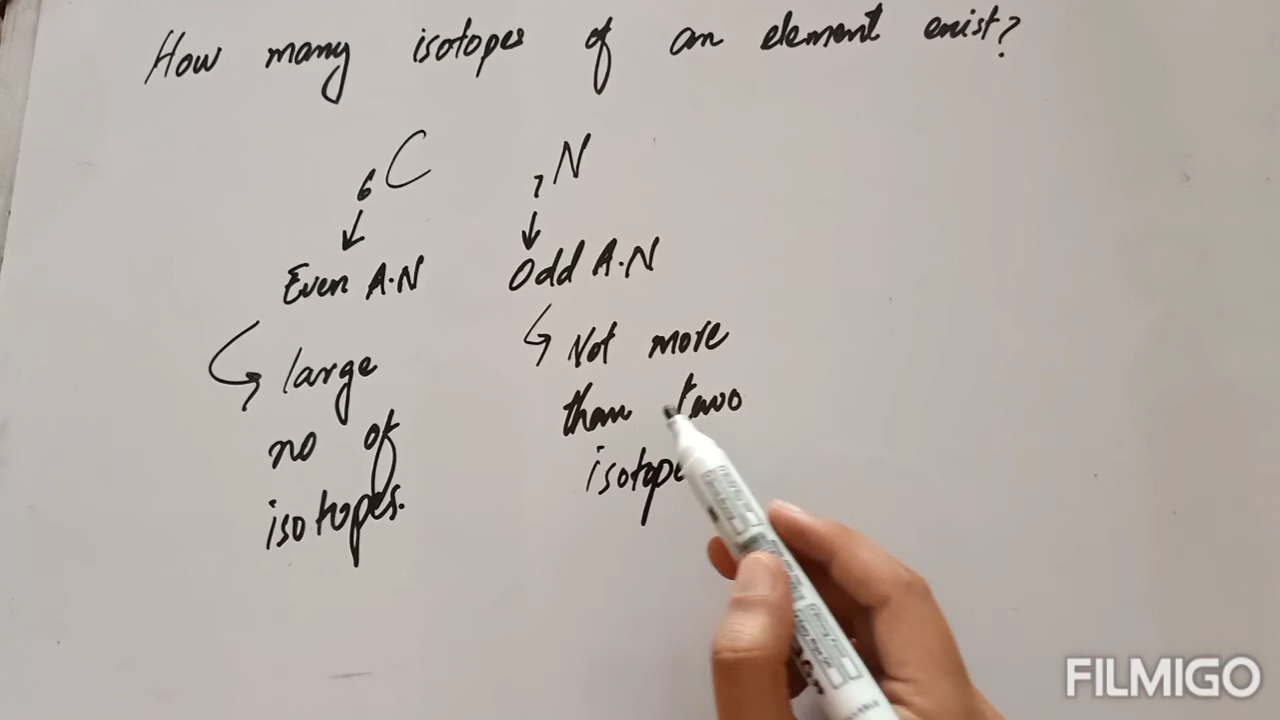 How many isotopes of an element exist?
6C 7N
Even A.N
large
no of
isotopes.
Odd A.N
Not more
than two
FILMIGO